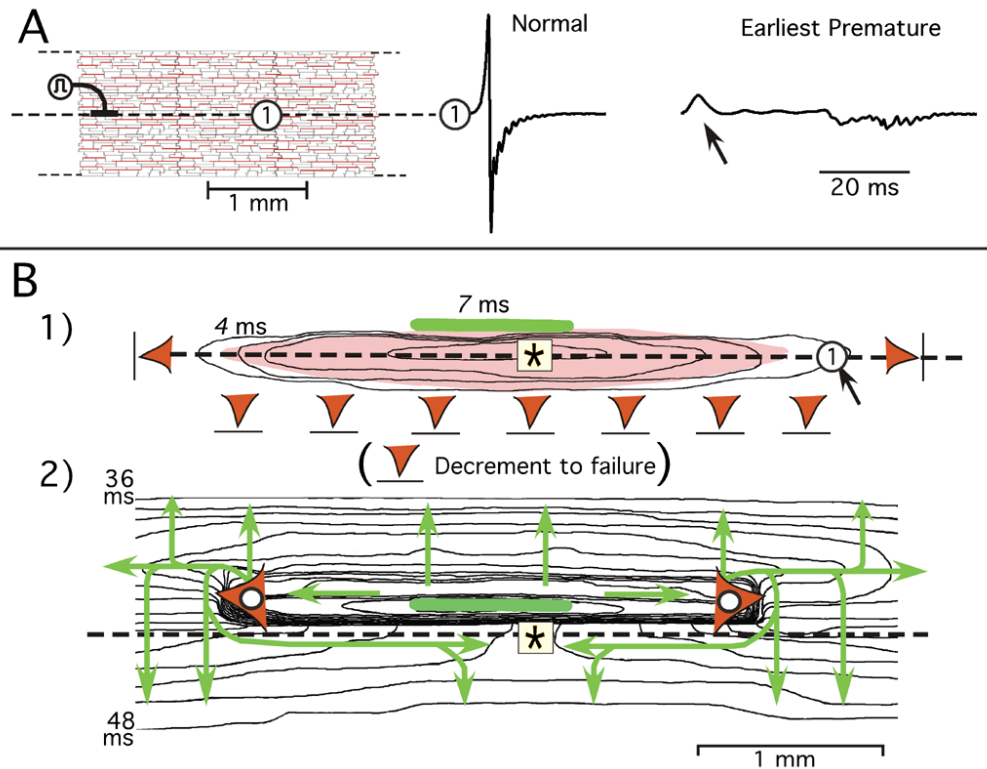 A
Normal
Earliest Premature
1
1
1 mm
20 ms
B
1)
7 ms
4 ms
*
1
( Decrement to failure)
2)
36
ms
*
48
ms
1 mm